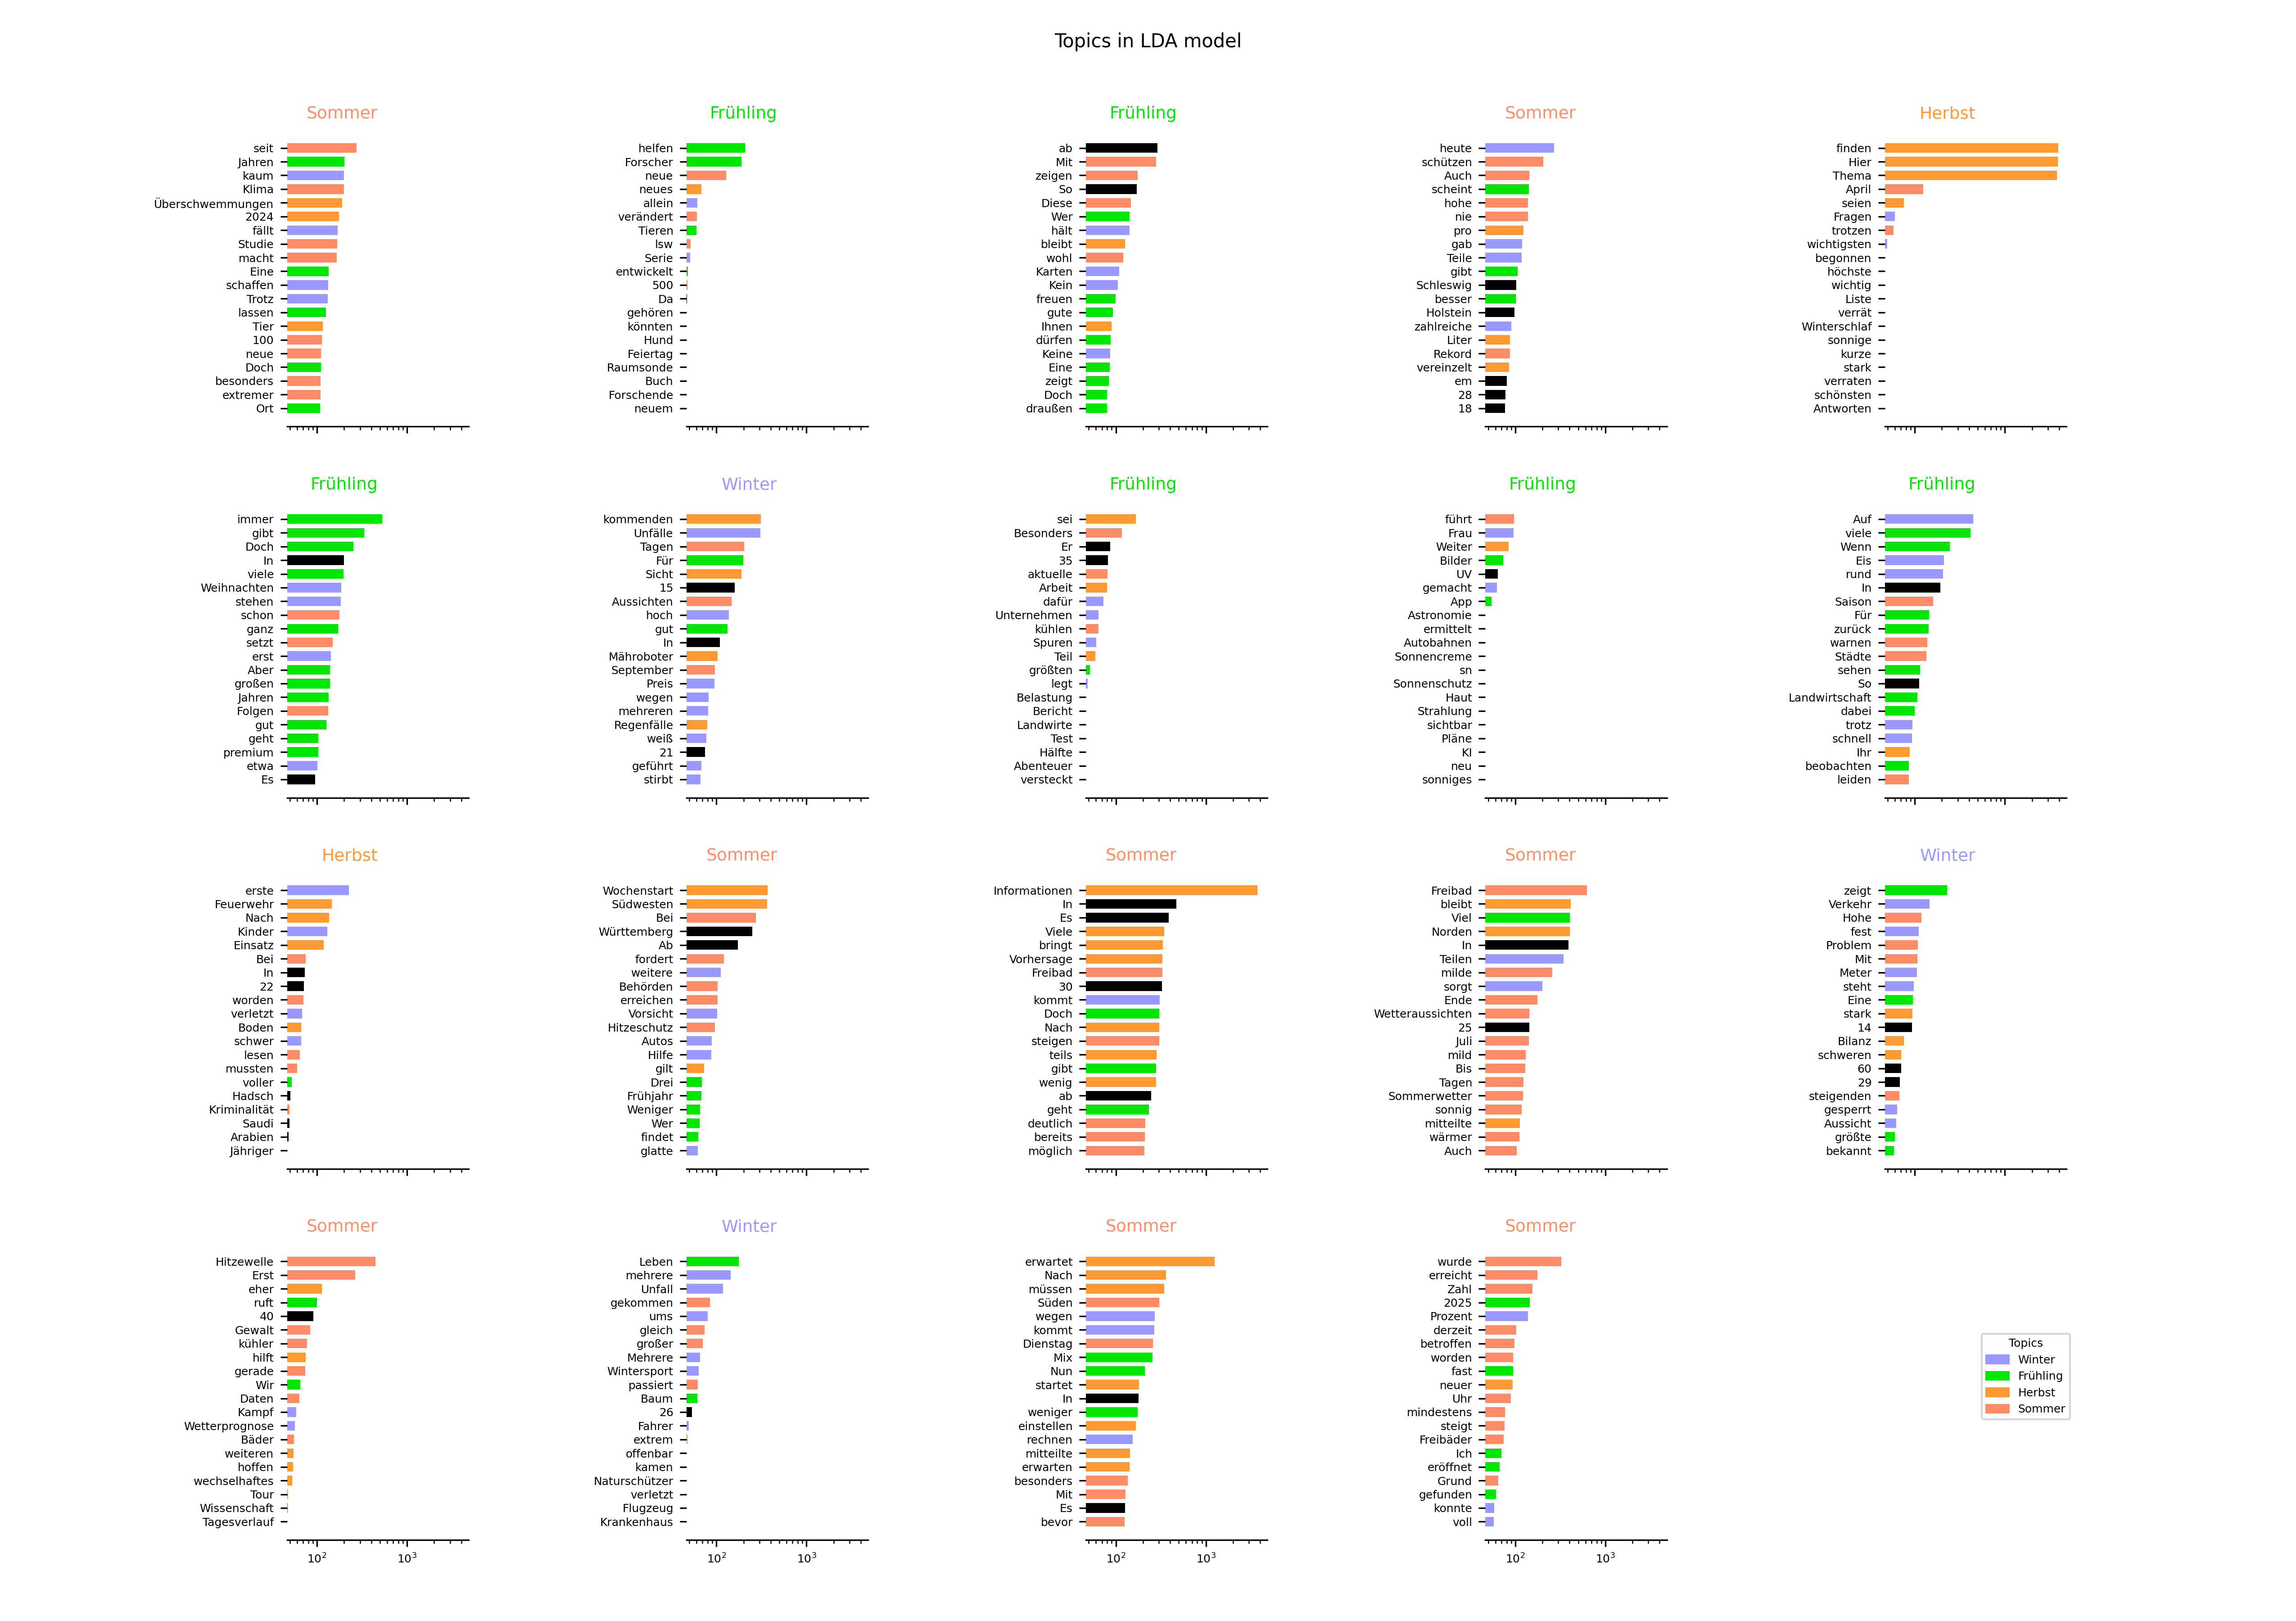 Topics in LDA model
Sommer
seit
Jahren
kaum
Klima
Überschwemmungen
2024
fällt
Studie
macht
Eine
schaffen
Trotz
lassen
Tier
100
neue
Doch
besonders
extremer
Ort
Frühling
helfen
Forscher
neue
neues
allein
verändert
Tieren
lsw
Serie
entwickelt
500
Da
gehören
könnten
Hund
Feiertag
Raumsonde
Buch
Forschende
neuem
Frühling
ab
Mit
zeigen
So
Diese
Wer
hält
bleibt
wohl
Karten
Kein
freuen
gute
Ihnen
dürfen
Keine
Eine
zeigt
Doch
draußen
Sommer
heute
schützen
Auch
scheint
hohe
nie
pro
gab
Teile
gibt
Schleswig
besser
Holstein
zahlreiche
Liter
Rekord
vereinzelt
em
28
18
Herbst
finden
Hier
Thema
April
seien
Fragen
trotzen
wichtigsten
begonnen
höchste
wichtig
Liste
verrät
Winterschlaf
sonnige
kurze
stark
verraten
schönsten
Antworten
Frühling
immer
gibt
Doch
In
viele
Weihnachten
stehen
schon
ganz
setzt
erst
Aber
großen
Jahren
Folgen
gut
geht
premium
etwa
Es
Winter
kommenden
Unfälle
Tagen
Für
Sicht
15
Aussichten
hoch
gut
In
Mähroboter
September
Preis
wegen
mehreren
Regenfälle
weiß
21
geführt
stirbt
Frühling
sei
Besonders
Er
35
aktuelle
Arbeit
dafür
Unternehmen
kühlen
Spuren
Teil
größten
legt
Belastung
Bericht
Landwirte
Test
Hälfte
Abenteuer
versteckt
Frühling
führt
Frau
Weiter
Bilder
UV
gemacht
App
Astronomie
ermittelt
Autobahnen
Sonnencreme
sn
Sonnenschutz
Haut
Strahlung
sichtbar
Pläne
KI
neu
sonniges
Frühling
Auf
viele
Wenn
Eis
rund
In
Saison
Für
zurück
warnen
Städte
sehen
So
Landwirtschaft
dabei
trotz
schnell
Ihr
beobachten
leiden
Herbst
erste
Feuerwehr
Nach
Kinder
Einsatz
Bei
In
22
worden
verletzt
Boden
schwer
lesen
mussten
voller
Hadsch
Kriminalität
Saudi
Arabien
Jähriger
Sommer
Wochenstart
Südwesten
Bei
Württemberg
Ab
fordert
weitere
Behörden
erreichen
Vorsicht
Hitzeschutz
Autos
Hilfe
gilt
Drei
Frühjahr
Weniger
Wer
findet
glatte
Sommer
Informationen
In
Es
Viele
bringt
Vorhersage
Freibad
30
kommt
Doch
Nach
steigen
teils
gibt
wenig
ab
geht
deutlich
bereits
möglich
Sommer
Freibad
bleibt
Viel
Norden
In
Teilen
milde
sorgt
Ende
Wetteraussichten
25
Juli
mild
Bis
Tagen
Sommerwetter
sonnig
mitteilte
wärmer
Auch
Winter
zeigt
Verkehr
Hohe
fest
Problem
Mit
Meter
steht
Eine
stark
14
Bilanz
schweren
60
29
steigenden
gesperrt
Aussicht
größte
bekannt
Sommer
Hitzewelle
Erst
eher
ruft
40
Gewalt
kühler
hilft
gerade
Wir
Daten
Kampf
Wetterprognose
Bäder
weiteren
hoffen
wechselhaftes
Tour
Wissenschaft
Tagesverlauf
10² 10³
Winter
Leben
mehrere
Unfall
gekommen
ums
gleich
großer
Mehrere
Wintersport
passiert
Baum
26
Fahrer
extrem
offenbar
kamen
Naturschützer
verletzt
Flugzeug
Krankenhaus
10² 10³
Sommer
erwartet
Nach
müssen
Süden
wegen
kommt
Dienstag
Mix
Nun
startet
In
weniger
einstellen
rechnen
mitteilte
erwarten
besonders
Mit
Es
bevor
10² 10³
Sommer
wurde
erreicht
Zahl
2025
Prozent
derzeit
betroffen
worden
fast
neuer
Uhr
mindestens
steigt
Freibäder
Ich
eröffnet
Grund
gefunden
konnte
voll
10² 10³
Topics
Winter
Frühling
Herbst
Sommer